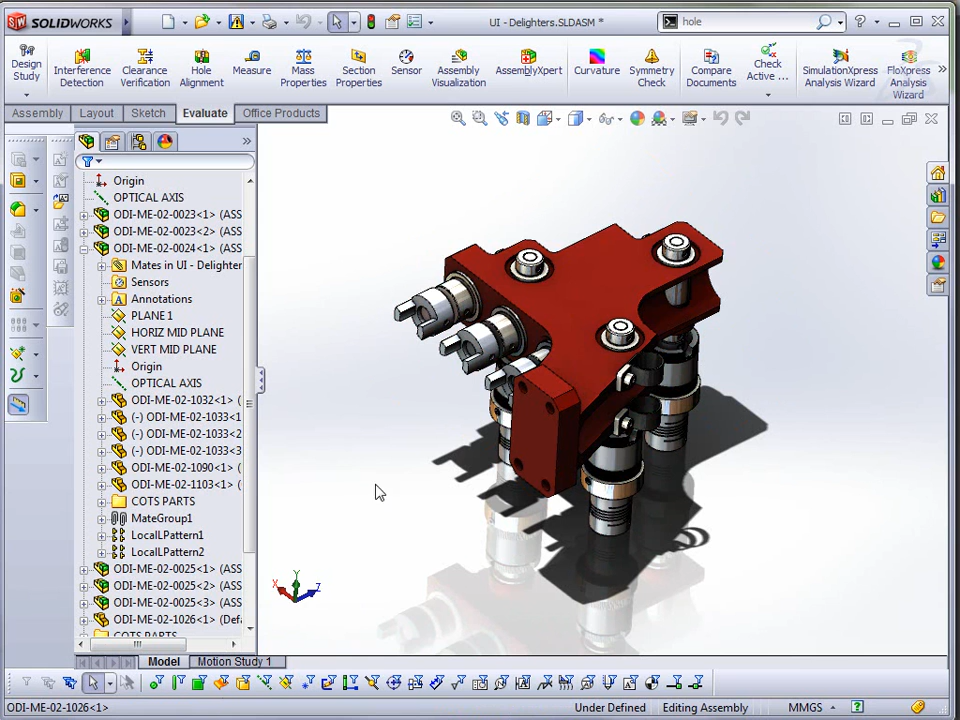 SOLIDWORKS
UI - Delighters.SLDASM *
hole
Design Study
Interference Detection
Clearance Verification
Hole Alignment
Measure
Mass Properties
Section Properties
Sensor
Assembly Visualization
AssemblyXpert
Curvature
Symmetry Check
Compare Documents
Check Active ...
SimulationXpress Analysis Wizard
FloXpress Analysis Wizard
Assembly
Layout
Sketch
Evaluate
Office Products
Origin
OPTICAL AXIS
ODI-ME-02-0023<1> (ASS
ODI-ME-02-0023<2> (ASS
ODI-ME-02-0024<1> (ASS
Mates in UI - Delighter
Sensors
Annotations
PLANE 1
HORIZ MID PLANE
VERT MID PLANE
Origin
OPTICAL AXIS
ODI-ME-02-1032<1> (
(-) ODI-ME-02-1033<1
(-) ODI-ME-02-1033<2
(-) ODI-ME-02-1033<3
ODI-ME-02-1090<1> (
ODI-ME-02-1103<1> (
COTS PARTS
MateGroup1
LocalLPattern1
LocalLPattern2
ODI-ME-02-0025<1> (ASS
ODI-ME-02-0025<2> (ASS
ODI-ME-02-0025<3> (ASS
ODI-ME-02-1026<1> (Defa
COTS PARTS
X
Y
Z
Model
Motion Study 1
ODI-ME-02-1026<1>
Under Defined
Editing Assembly
MMGS